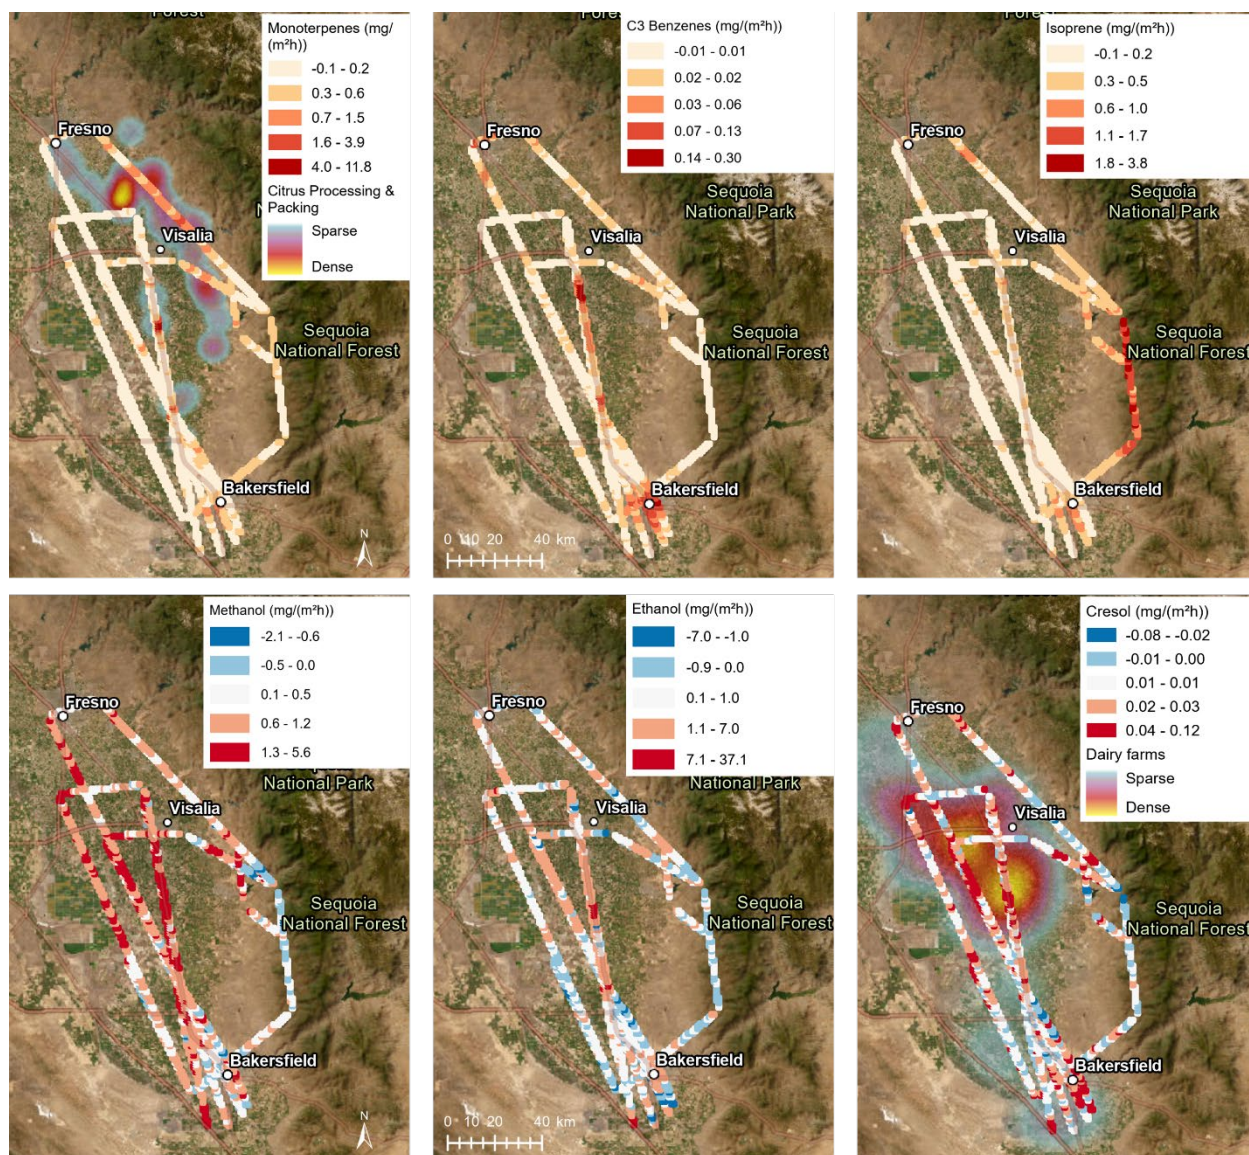 Monoterpenes (mg/
(m²h))
-0.1 - 0.2
0.3 - 0.6
0.7 - 1.5
1.6 - 3.9
4.0 - 11.8
Citrus Processing &
Packing
Sparse
Dense
Fresno
Visalia
Sequoia
National Forest
Bakersfield
N
C3 Benzenes (mg/(m²h))
-0.01 - 0.01
0.02 - 0.02
0.03 - 0.06
0.07 - 0.13
0.14 - 0.30
Fresno
Sequoia
National Park
Visalia
Sequoia
National Forest
Bakersfield
0 10 20 40 km
Isoprene (mg/(m²h))
-0.1 - 0.2
0.3 - 0.5
0.6 - 1.0
1.1 - 1.7
1.8 - 3.8
Fresno
Sequoia
National Park
Visalia
Sequoia
National Forest
Bakersfield
Methanol (mg/(m²h))
-2.1 - -0.6
-0.5 - 0.0
0.1 - 0.5
0.6 - 1.2
1.3 - 5.6
Fresno
National Park
Visalia
Sequoia
National Forest
Bakersfield
N
Ethanol (mg/(m²h))
-7.0 - -1.0
-0.9 - 0.0
0.1 - 1.0
1.1 - 7.0
7.1 - 37.1
Fresno
National Park
Visalia
Sequoia
National Forest
Bakersfield
0 10 20 40 km
Cresol (mg/(m²h))
-0.08 - -0.02
-0.01 - 0.00
0.01 - 0.01
0.02 - 0.03
0.04 - 0.12
Dairy farms
Sparse
Dense
Fresno
Visalia
Sequoia
National Forest
Bakersfield